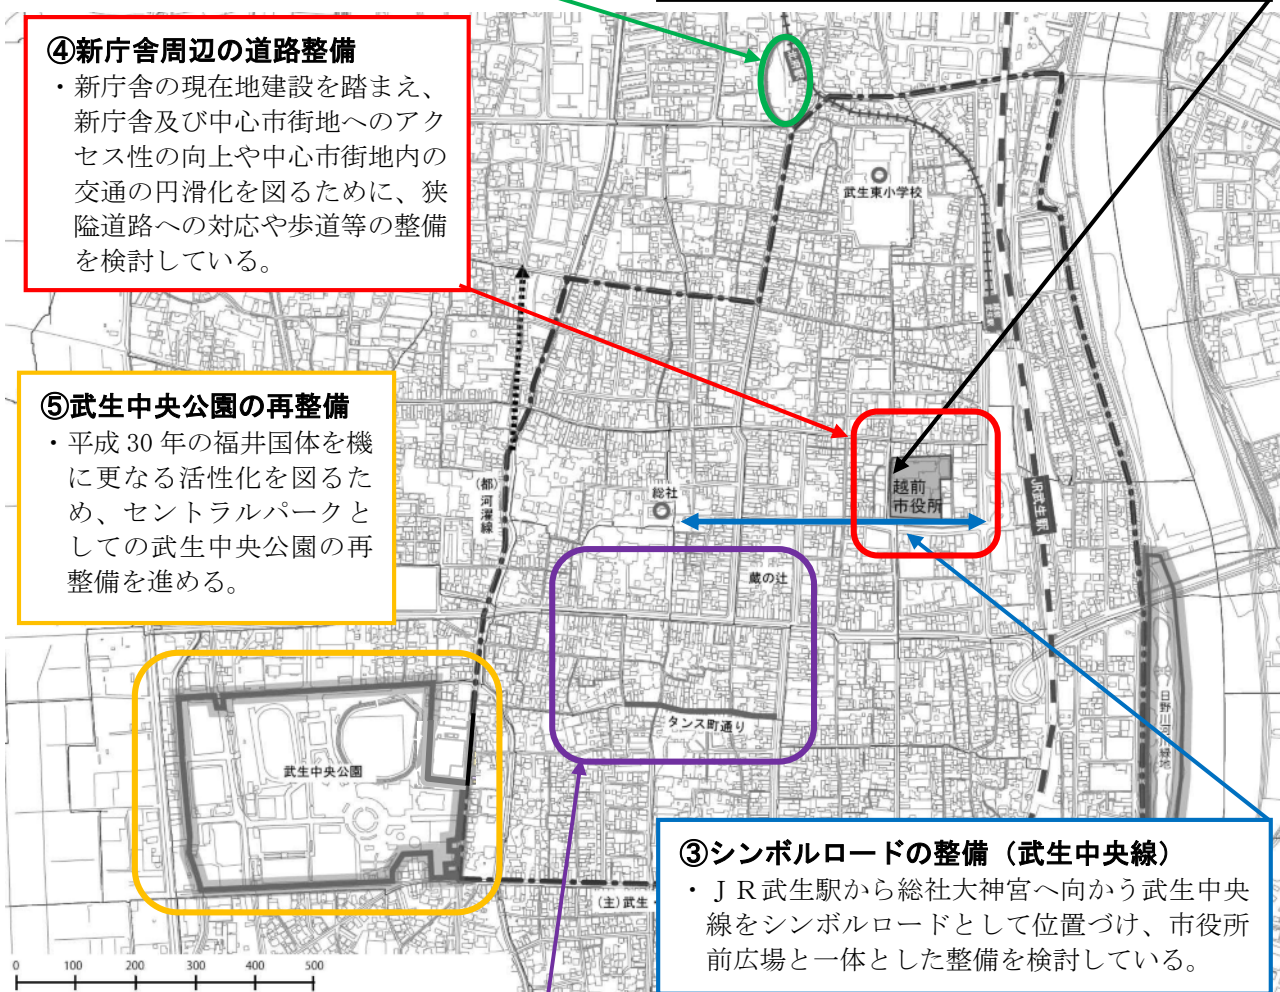 ④新庁舎周辺の道路整備
・新庁舎の現在地建設を踏まえ、
新庁舎及び中心市街地へのアク
セス性の向上や中心市街地内の
交通の円滑化を図るために、狭
隘道路への対応や歩道等の整備
を検討している。
武生東小学校
⑤武生中央公園の再整備
・平成 30 年の福井国体を機
に更なる活性化を図るた
め、セントラルパークと
しての武生中央公園の再
整備を進める。
(都)河濯線
総社
越前
市役所
JR武生駅
蔵の辻
タンス町通り
武生中央公園
日野川河川緑地
(主)武生・
③シンボルロードの整備（武生中央線）
・ＪＲ武生駅から総社大神宮へ向かう武生中央
線をシンボルロードとして位置づけ、市役所
前広場と一体とした整備を検討している。
0 100 200 300 400 500